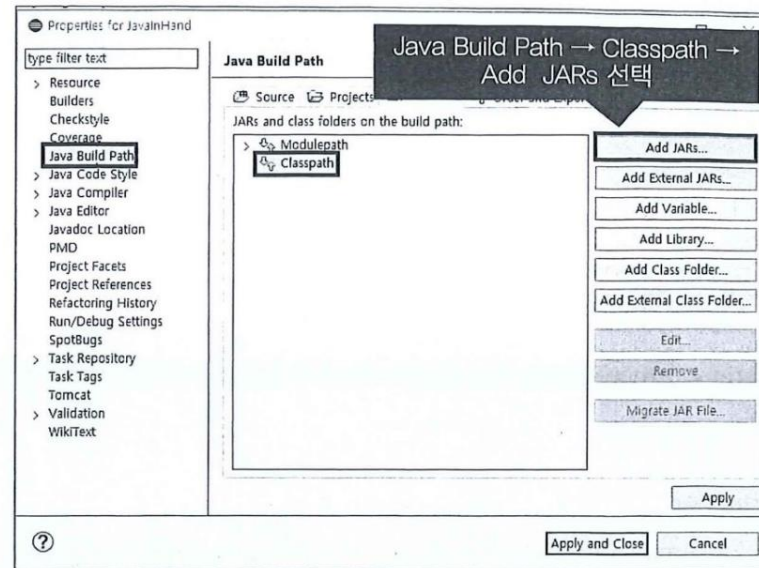 Properties for JavaInHand
type filter text
> Resource
Builders
Checkstyle
Coverage
Java Build Path
> Java Code Style
> Java Compiler
> Java Editor
Javadoc Location
PMD
Project Facets
Project References
Refactoring History
Run/Debug Settings
SpotBugs
> Task Repository
Task Tags
Tomcat
> Validation
WikiText
Java Build Path
Java Build Path → Classpath →
Add JARs 선택
Source Projects
JARs and class folders on the build path:
> Modulepath
Classpath
Add JARs...
Add External JARs...
Add Variable...
Add Library...
Add Class Folder...
Add External Class Folder...
Edit...
Remove
Migrate JAR File...
Apply
?
Apply and Close
Cancel